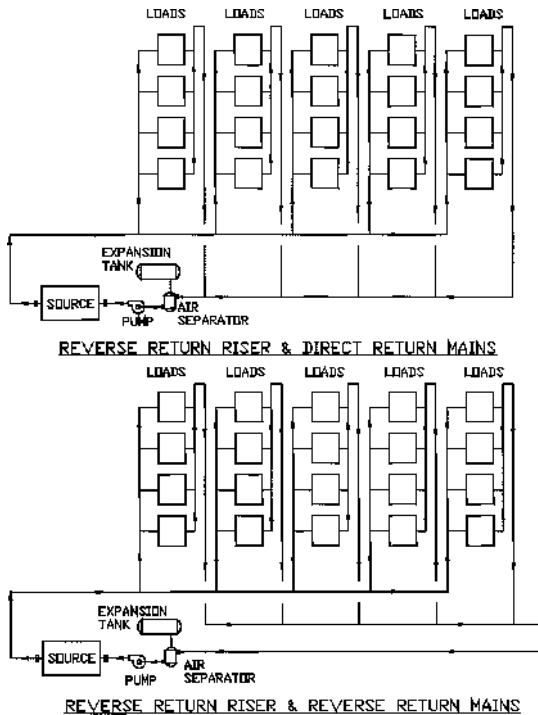 LOADS LOADS LOADS LOADS LOADS
EXPANSION
TANK
SOURCE
PUMP
AIR
SEPARATOR
REVERSE RETURN RISER & DIRECT RETURN MAINS
LOADS LOADS LOADS LOADS LOADS
EXPANSION
TANK
SOURCE
PUMP
AIR
SEPARATOR
REVERSE RETURN RISER & REVERSE RETURN MAINS